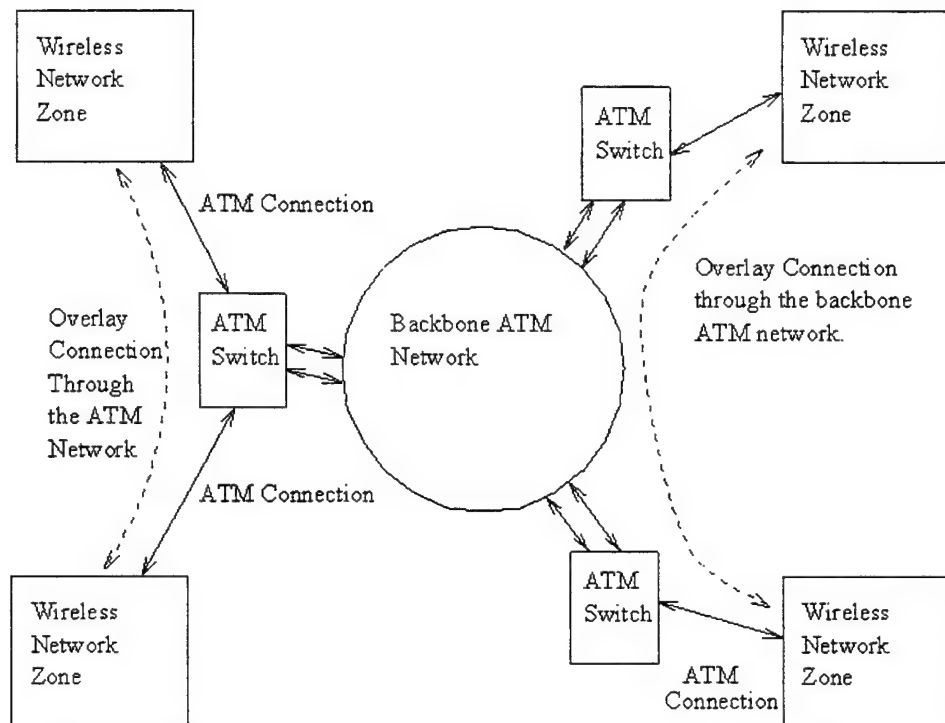 Wireless
Network
Zone
Wireless
Network
Zone
ATM
Switch
ATM Connection
Overlay Connection
through the backbone
ATM network.
Overlay
Connection
Through
the ATM
Network
ATM
Switch
Backbone ATM
Network
ATM Connection
ATM
Switch
Wireless
Network
Zone
Wireless
Network
Zone
ATM
Connection